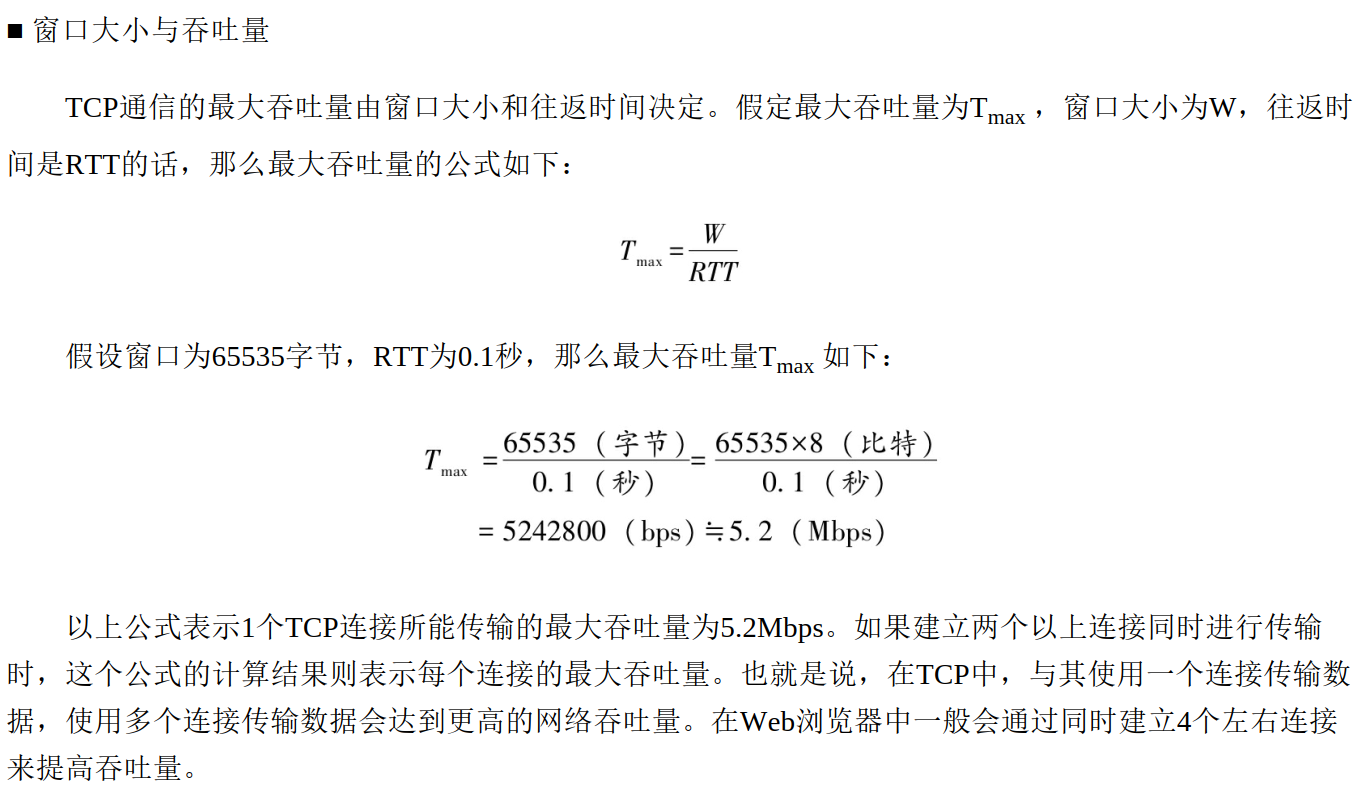 ■ 窗口大小与吞吐量
TCP通信的最大吞吐量由窗口大小和往返时间决定。假定最大吞吐量为Tmax ，窗口大小为W，往返时
间是RTT的话，那么最大吞吐量的公式如下：
Tmax = W / RTT
假设窗口为65535字节，RTT为0.1秒，那么最大吞吐量Tmax 如下：
Tmax = 65535（字节） / 0.1（秒） = 65535×8（比特） / 0.1（秒）
= 5242800（bps）≒5.2（Mbps）
以上公式表示1个TCP连接所能传输的最大吞吐量为5.2Mbps。如果建立两个以上连接同时进行传输
时，这个公式的计算结果则表示每个连接的最大吞吐量。也就是说，在TCP中，与其使用一个连接传输数
据，使用多个连接传输数据会达到更高的网络吞吐量。在Web浏览器中一般会通过同时建立4个左右连接
来提高吞吐量。